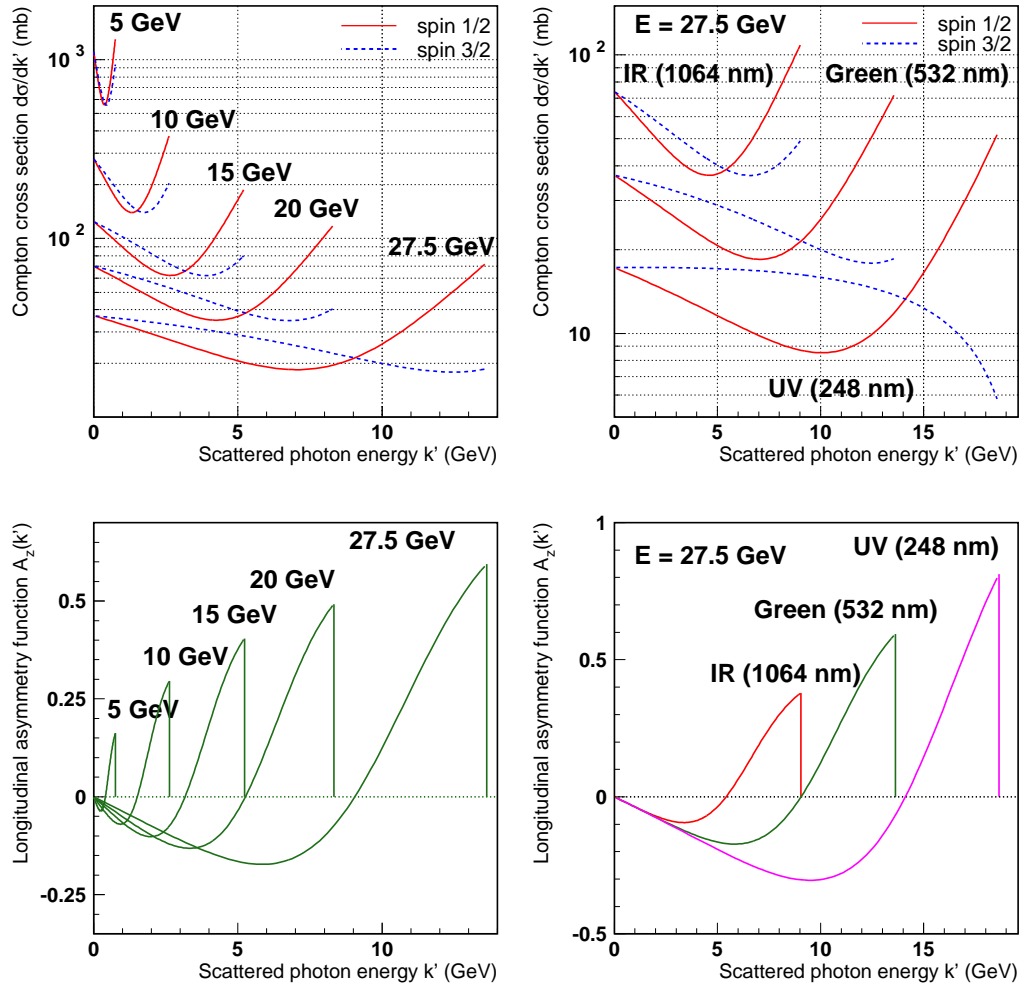 Compton cross section dσ/dk’ (mb)
10 3
10 2
5 GeV
spin 1/2
spin 3/2
10 GeV
15 GeV
20 GeV
27.5 GeV
0 5 10
Scattered photon energy k’ (GeV)
Compton cross section dσ/dk’ (mb)
10 2
10
E = 27.5 GeV
spin 1/2
spin 3/2
IR (1064 nm)
Green (532 nm)
UV (248 nm)
0 5 10 15
Scattered photon energy k’ (GeV)
Longitudinal asymmetry function Az(k’)
0.5
0.25
0
-0.25
27.5 GeV
20 GeV
15 GeV
10 GeV
5 GeV
0 5 10
Scattered photon energy k’ (GeV)
Longitudinal asymmetry function Az(k’)
1
0.5
0
-0.5
E = 27.5 GeV
UV (248 nm)
Green (532 nm)
IR (1064 nm)
0 5 10 15
Scattered photon energy k’ (GeV)